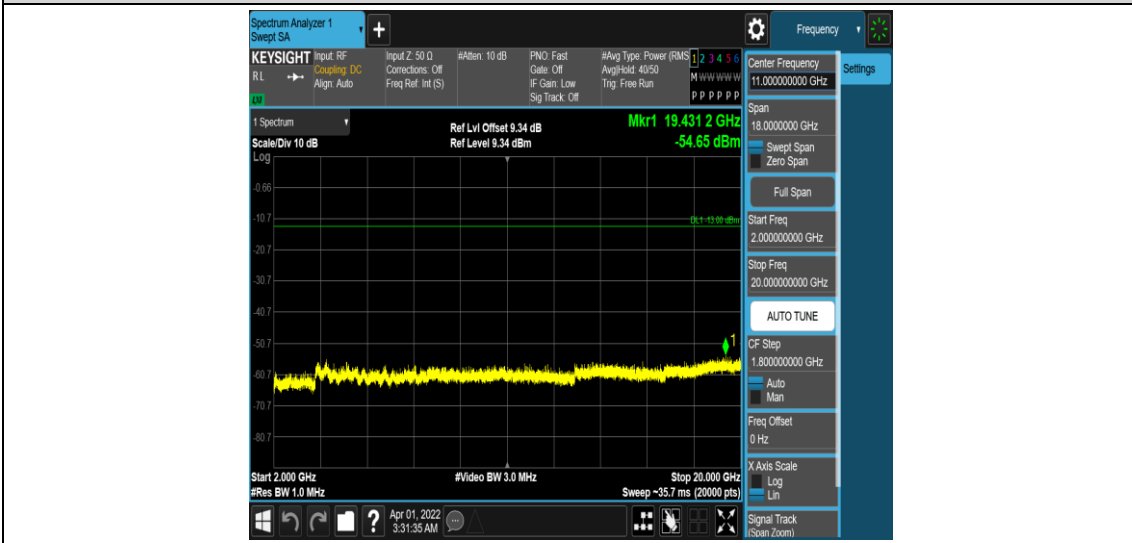 Spectrum Analyzer 1
Swept SA
+
Frequency
KEYSIGHT
RL
LXI
Input: RF
Coupling: DC
Align: Auto
Input Z: 50 Ω
Corrections: Off
Freq Ref: Int (S)
#Atten: 10 dB
PNO: Fast
Gate: Off
IF Gain: Low
Sig Track: Off
#Avg Type: Power (RMS
Avg|Hold: 40/50
Trig: Free Run
1 2 3 4 5 6
M W W W W W
P P P P P P
Center Frequency
11.000000000 GHz
Settings
Span
18.0000000 GHz
Swept Span
Zero Span
Full Span
Start Freq
2.000000000 GHz
Stop Freq
20.000000000 GHz
AUTO TUNE
CF Step
1.800000000 GHz
Auto
Man
Freq Offset
0 Hz
X Axis Scale
Log
Lin
Signal Track
(Span Zoom)
1 Spectrum
Scale/Div 10 dB
Log
Ref Lvl Offset 9.34 dB
Ref Level 9.34 dBm
Mkr1 19.431 2 GHz
-54.65 dBm
-0.66
-10.7
DL1 -13.00 dBm
-20.7
-30.7
-40.7
-50.7
1
-60.7
-70.7
-80.7
Start 2.000 GHz
#Video BW 3.0 MHz
Stop 20.000 GHz
#Res BW 1.0 MHz
Sweep ~35.7 ms (20000 pts)
?
Apr 01, 2022
3:31:35 AM